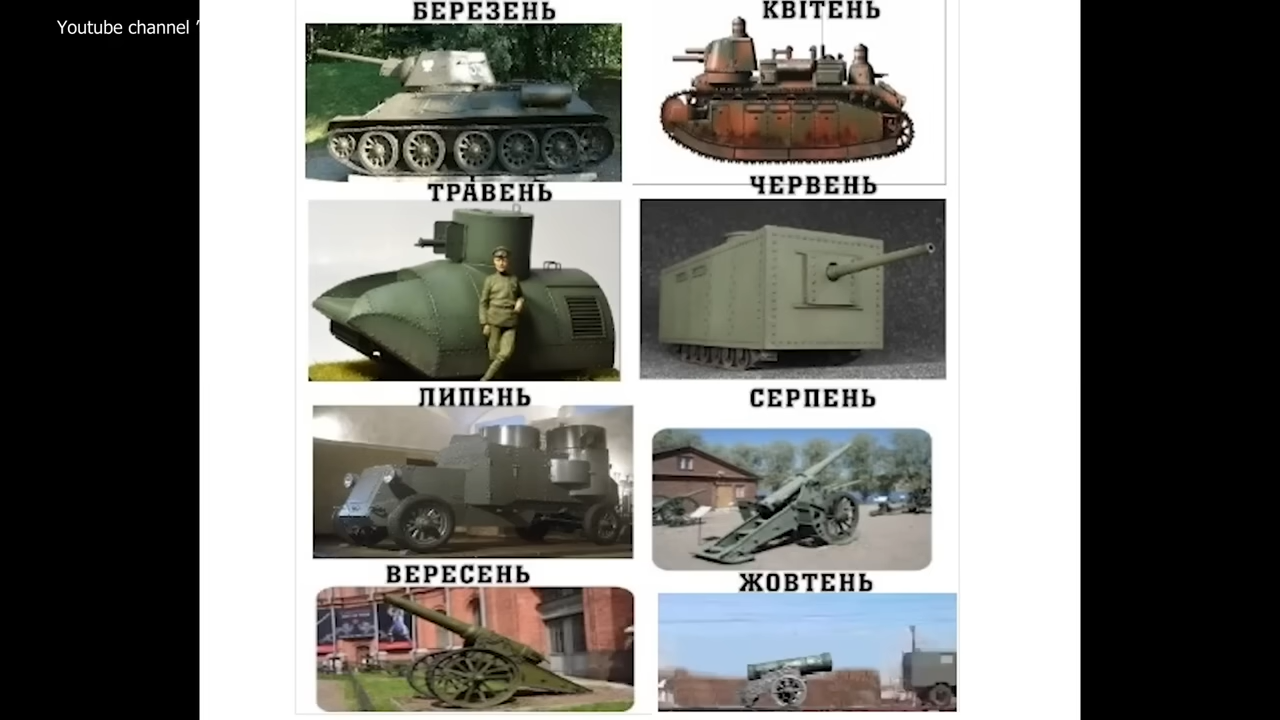 Youtube channel "
БЕРЕЗЕНЬ
КВІТЕНЬ
ТРАВЕНЬ
ЧЕРВЕНЬ
ЛИПЕНЬ
СЕРПЕНЬ
ВЕРЕСЕНЬ
ЖОВТЕНЬ